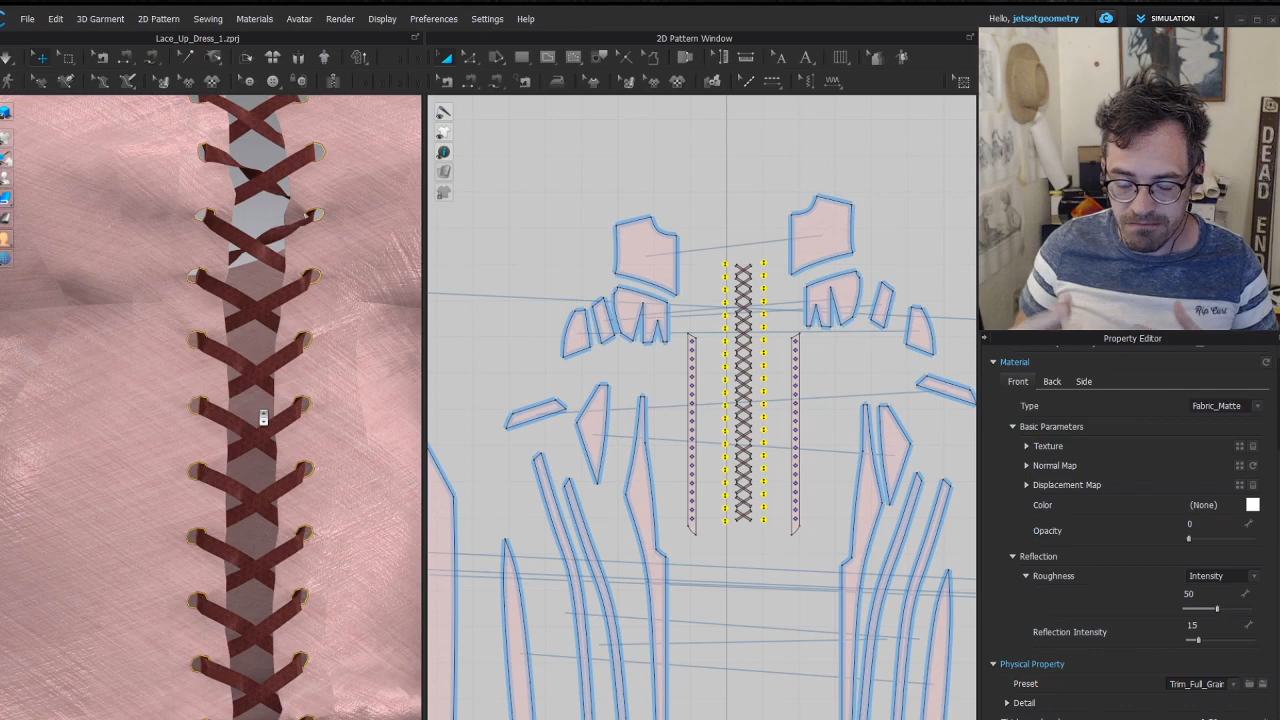 File Edit 3D Garment 2D Pattern Sewing Materials Avatar Render Display Preferences Settings Help
Hello, jetsetgeometry
SIMULATION
Lace_Up_Dress_1.zprj
2D Pattern Window
DEAD END
Rip Curl
Property Editor
Material
Front Back Side
Type Fabric_Matte
Basic Parameters
Texture
Normal Map
Displacement Map
Color (None)
Opacity 0
Reflection
Roughness Intensity
50
Reflection Intensity 15
Physical Property
Preset Trim_Full_Grain
Detail